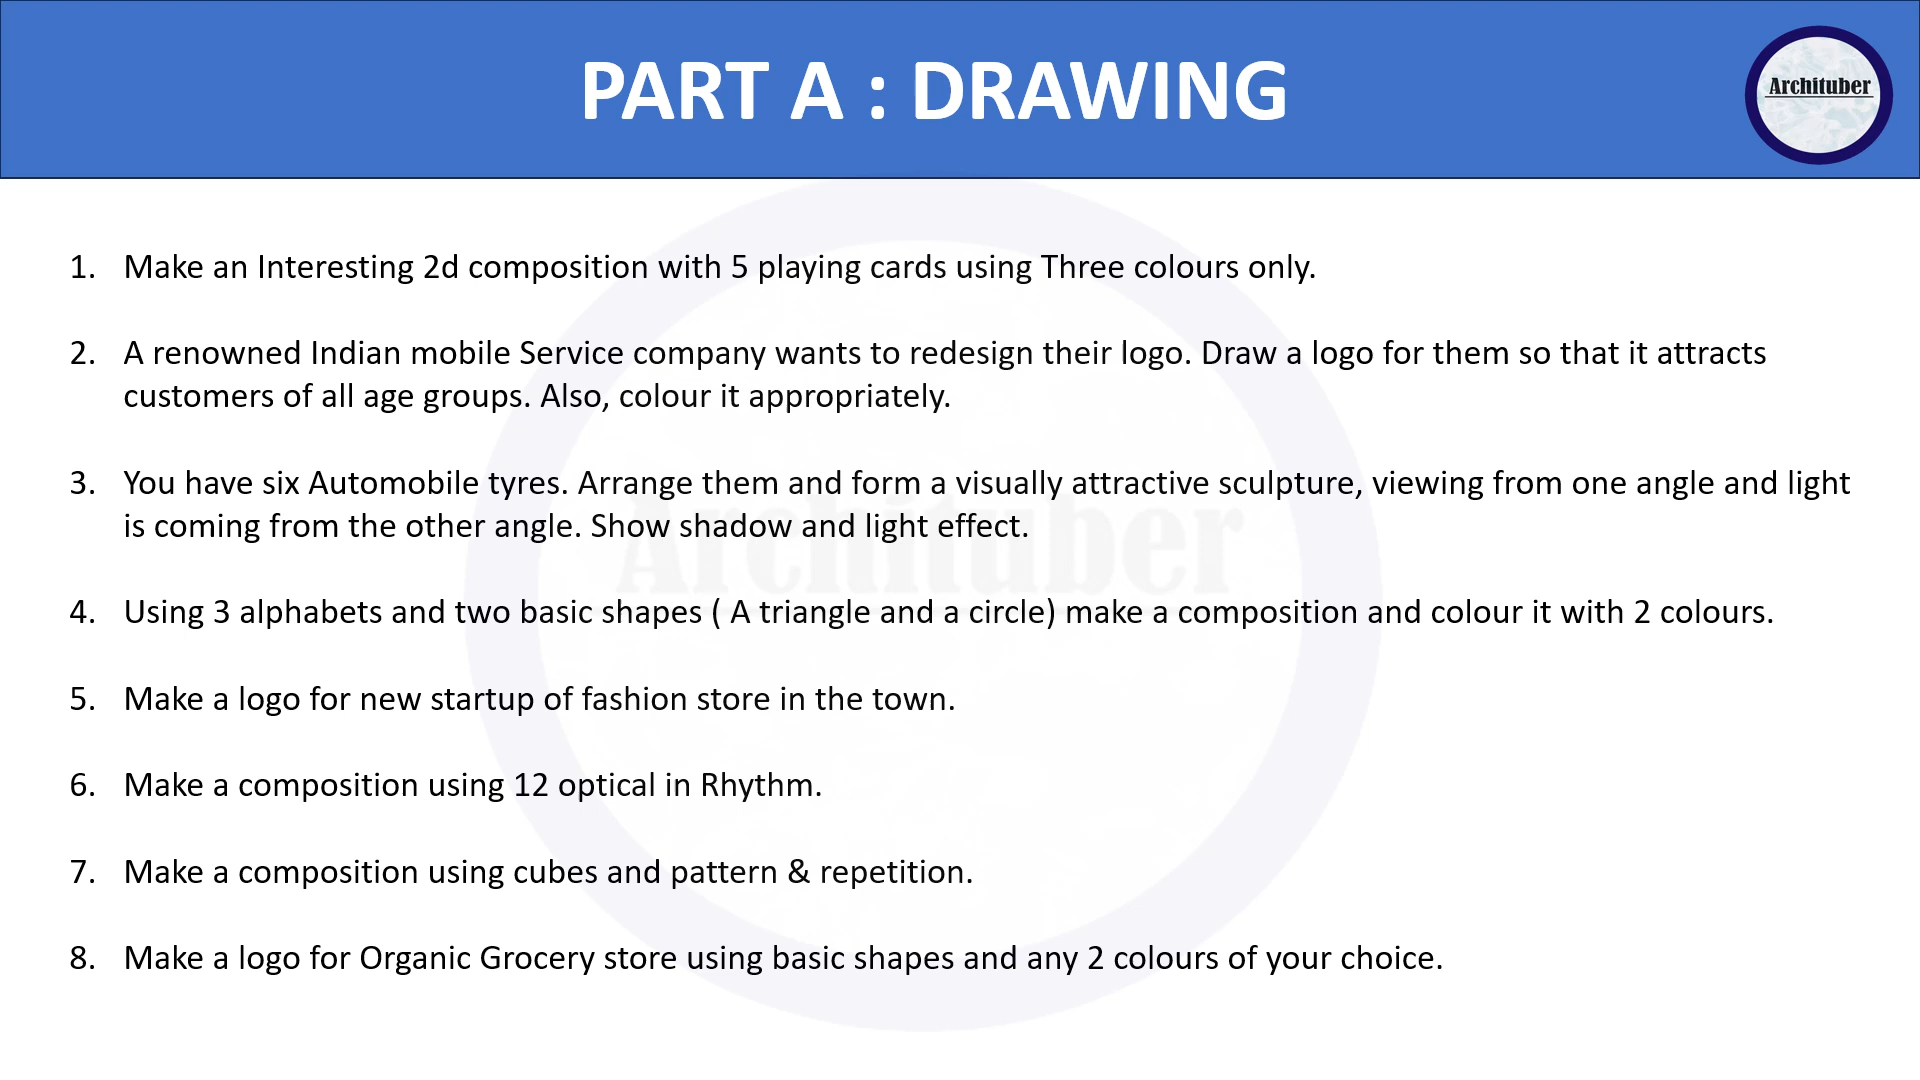 PART A : DRAWING
Archituber
1. Make an Interesting 2d composition with 5 playing cards using Three colours only.
2. A renowned Indian mobile Service company wants to redesign their logo. Draw a logo for them so that it attracts
customers of all age groups. Also, colour it appropriately.
3. You have six Automobile tyres. Arrange them and form a visually attractive sculpture, viewing from one angle and light
is coming from the other angle. Show shadow and light effect.
Archituber
4. Using 3 alphabets and two basic shapes ( A triangle and a circle) make a composition and colour it with 2 colours.
5. Make a logo for new startup of fashion store in the town.
6. Make a composition using 12 optical in Rhythm.
7. Make a composition using cubes and pattern & repetition.
8. Make a logo for Organic Grocery store using basic shapes and any 2 colours of your choice.